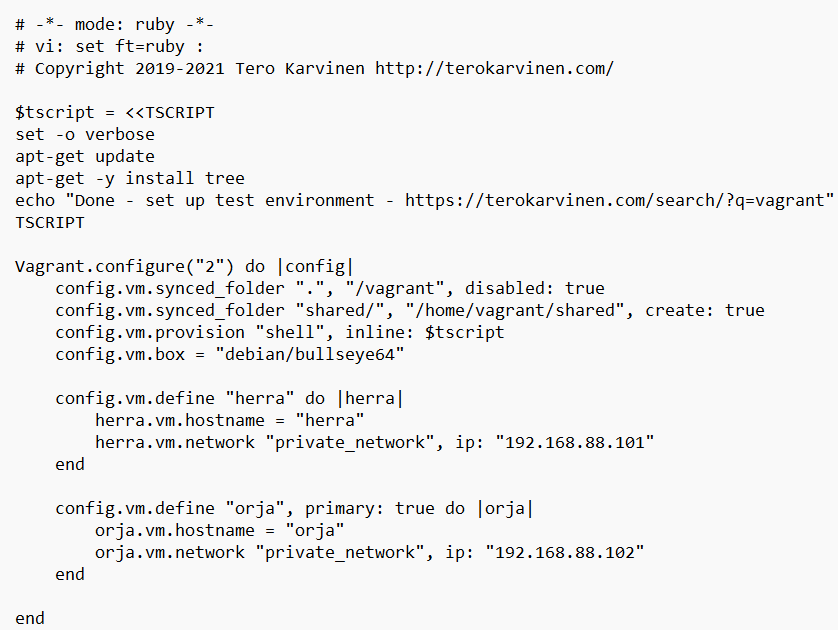 # -*- mode: ruby -*-
# vi: set ft=ruby :
# Copyright 2019-2021 Tero Karvinen http://terokarvinen.com/

$tscript = <<TSCRIPT
set -o verbose
apt-get update
apt-get -y install tree
echo "Done - set up test environment - https://terokarvinen.com/search/?q=vagrant"
TSCRIPT

Vagrant.configure("2") do |config|
    config.vm.synced_folder ".", "/vagrant", disabled: true
    config.vm.synced_folder "shared/", "/home/vagrant/shared", create: true
    config.vm.provision "shell", inline: $tscript
    config.vm.box = "debian/bullseye64"

    config.vm.define "herra" do |herra|
        herra.vm.hostname = "herra"
        herra.vm.network "private_network", ip: "192.168.88.101"
    end

    config.vm.define "orja", primary: true do |orja|
        orja.vm.hostname = "orja"
        orja.vm.network "private_network", ip: "192.168.88.102"
    end

end